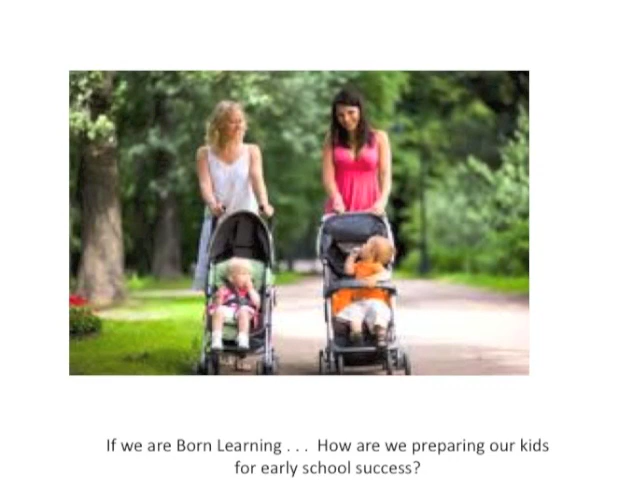 If we are Born Learning . . .  How are we preparing our kids
for early school success?